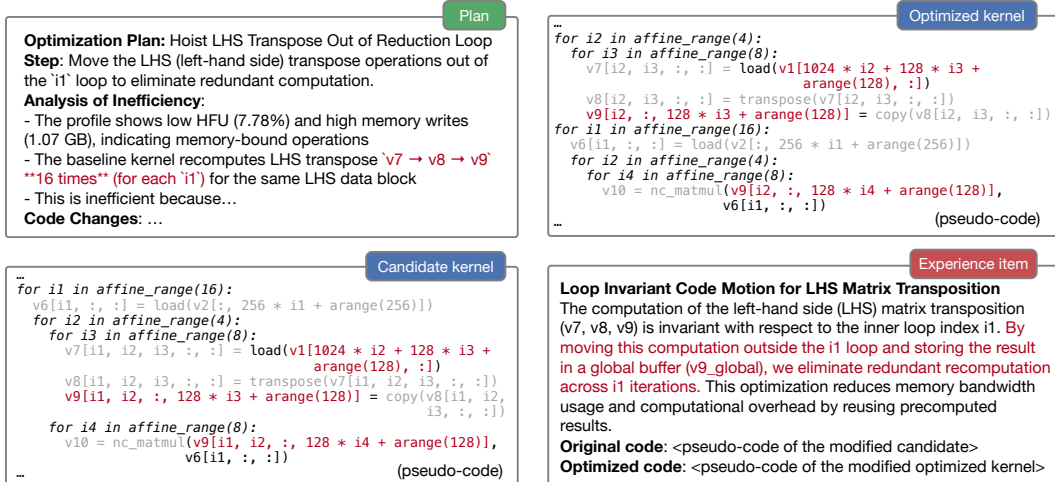 Plan
Optimization Plan: Hoist LHS Transpose Out of Reduction Loop
Step: Move the LHS (left-hand side) transpose operations out of
the `i1` loop to eliminate redundant computation.
Analysis of Inefficiency:
- The profile shows low HFU (7.78%) and high memory writes
(1.07 GB), indicating memory-bound operations
- The baseline kernel recomputes LHS transpose `v7 → v8 → v9`
**16 times** (for each `i1`) for the same LHS data block
- This is inefficient because…
Code Changes: …
Optimized kernel
…
for i2 in affine_range(4):
for i3 in affine_range(8):
v7[i2, i3, :, :] = load(v1[1024 * i2 + 128 * i3 +
arange(128), :])
v8[i2, i3, :, :] = transpose(v7[i2, i3, :, :])
v9[i2, :, 128 * i3 + arange(128)] = copy(v8[i2, i3, :, :])
for i1 in affine_range(16):
v6[i1, :, :] = load(v2[:, 256 * i1 + arange(256)])
for i2 in affine_range(4):
for i4 in affine_range(8):
v10 = nc_matmul(v9[i2, :, 128 * i4 + arange(128)],
v6[i1, :, :])
…
(pseudo-code)
Candidate kernel
…
for i1 in affine_range(16):
v6[i1, :, :] = load(v2[:, 256 * i1 + arange(256)])
for i2 in affine_range(4):
for i3 in affine_range(8):
v7[i1, i2, i3, :, :] = load(v1[1024 * i2 + 128 * i3 +
arange(128), :])
v8[i1, i2, i3, :, :] = transpose(v7[i1, i2, i3, :, :])
v9[i1, i2, :, 128 * i3 + arange(128)] = copy(v8[i1, i2,
i3, :, :])
for i4 in affine_range(8):
v10 = nc_matmul(v9[i1, i2, :, 128 * i4 + arange(128)],
v6[i1, :, :])
…
(pseudo-code)
Experience item
Loop Invariant Code Motion for LHS Matrix Transposition
The computation of the left-hand side (LHS) matrix transposition
(v7, v8, v9) is invariant with respect to the inner loop index i1. By
moving this computation outside the i1 loop and storing the result
in a global buffer (v9_global), we eliminate redundant recomputation
across i1 iterations. This optimization reduces memory bandwidth
usage and computational overhead by reusing precomputed
results.
Original code: <pseudo-code of the modified candidate>
Optimized code: <pseudo-code of the modified optimized kernel>